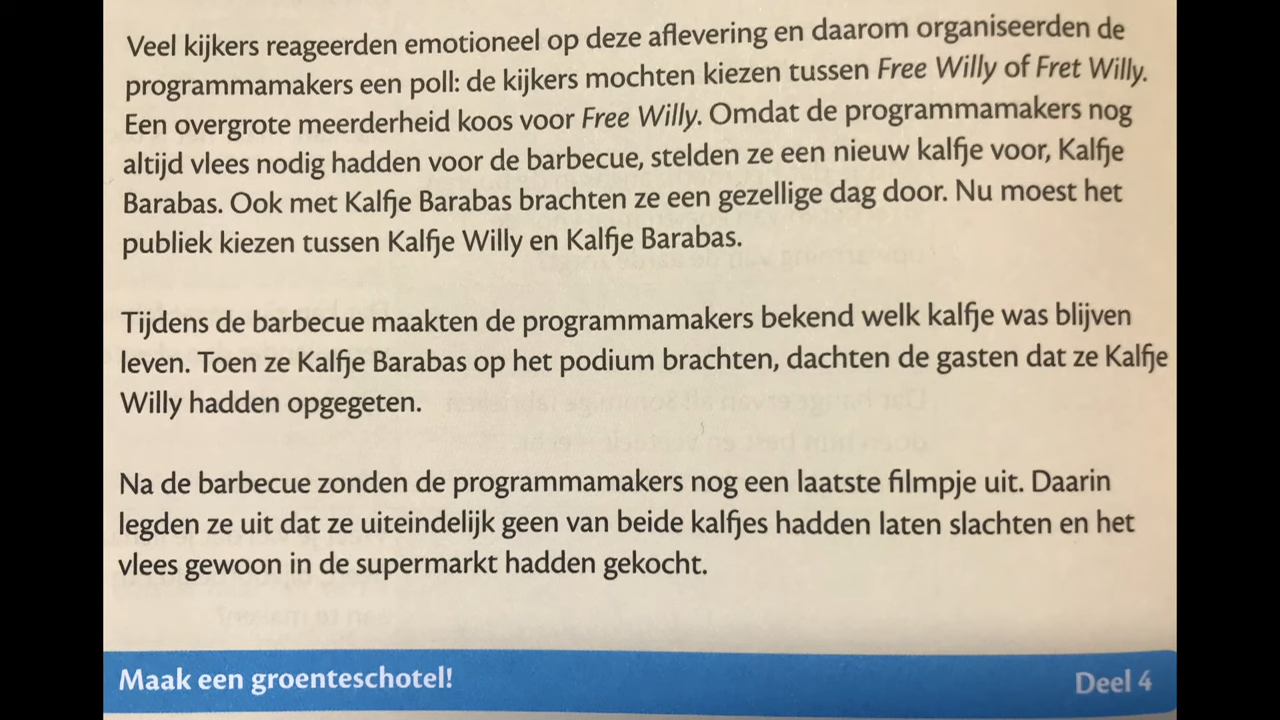 Veel kijkers reageerden emotioneel op deze aflevering en daarom organiseerden de
programmamakers een poll: de kijkers mochten kiezen tussen Free Willy of Fret Willy.
Een overgrote meerderheid koos voor Free Willy. Omdat de programmamakers nog
altijd vlees nodig hadden voor de barbecue, stelden ze een nieuw kalfje voor, Kalfje
Barabas. Ook met Kalfje Barabas brachten ze een gezellige dag door. Nu moest het
publiek kiezen tussen Kalfje Willy en Kalfje Barabas.
Tijdens de barbecue maakten de programmamakers bekend welk kalfje was blijven
leven. Toen ze Kalfje Barabas op het podium brachten, dachten de gasten dat ze Kalfje
Willy hadden opgegeten.
Na de barbecue zonden de programmamakers nog een laatste filmpje uit. Daarin
legden ze uit dat ze uiteindelijk geen van beide kalfjes hadden laten slachten en het
vlees gewoon in de supermarkt hadden gekocht.
Maak een groenteschotel! Deel 4